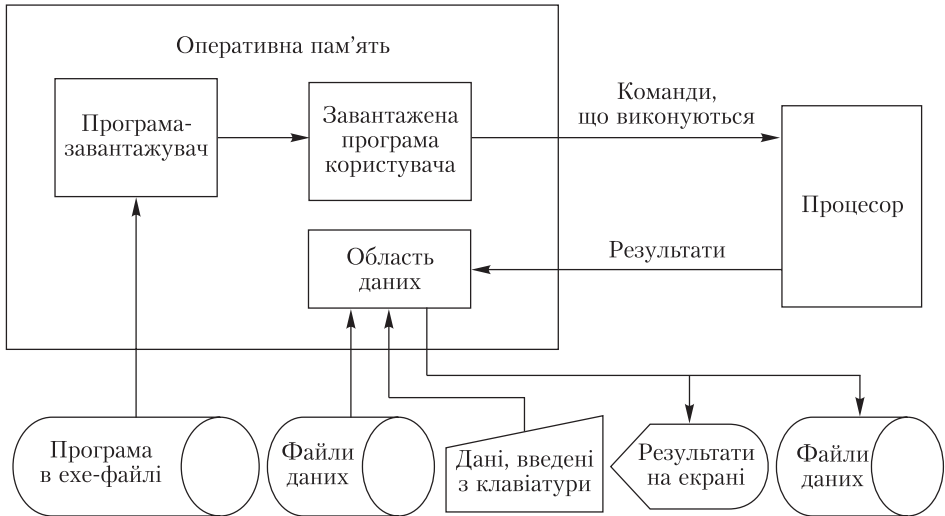 Оперативна пам’ять
Програма-
завантажувач
Завантажена
програма
користувача
Команди,
що виконуються
Процесор
Область
даних
Результати
Програма
в exe-файлі
Файли
даних
Дані, введені
з клавіатури
Результати
на екрані
Файли
даних